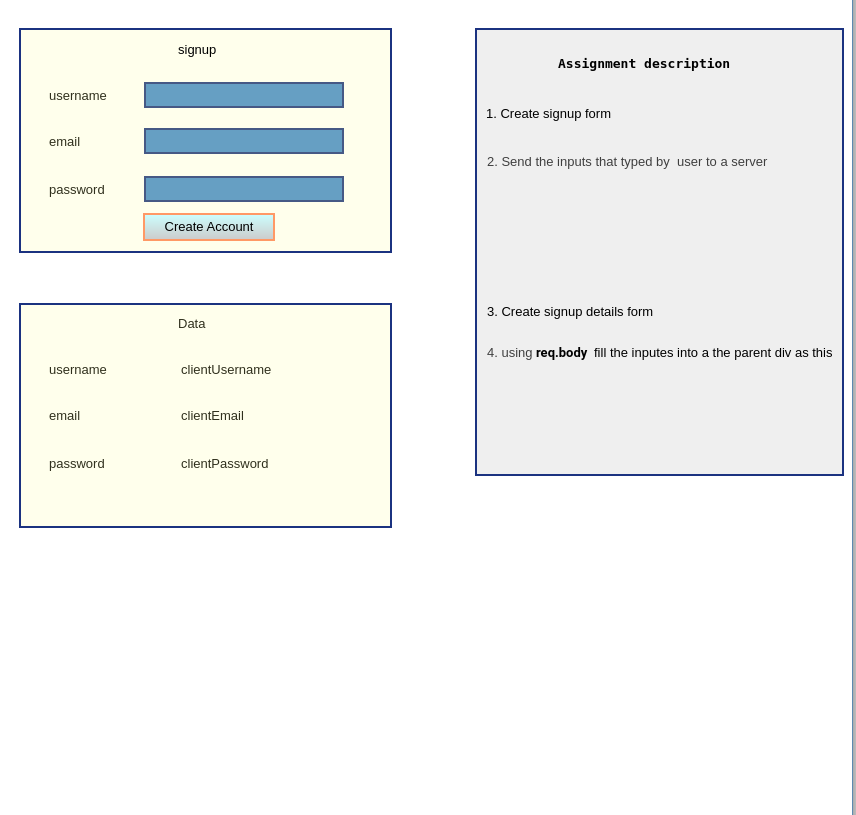 signup
username
email
password
Create Account
Data
username clientUsername
email clientEmail
password clientPassword
Assignment description
1. Create signup form
2. Send the inputs that typed by  user to a server
3. Create signup details form
4. using req.body  fill the inputes into a the parent div as this